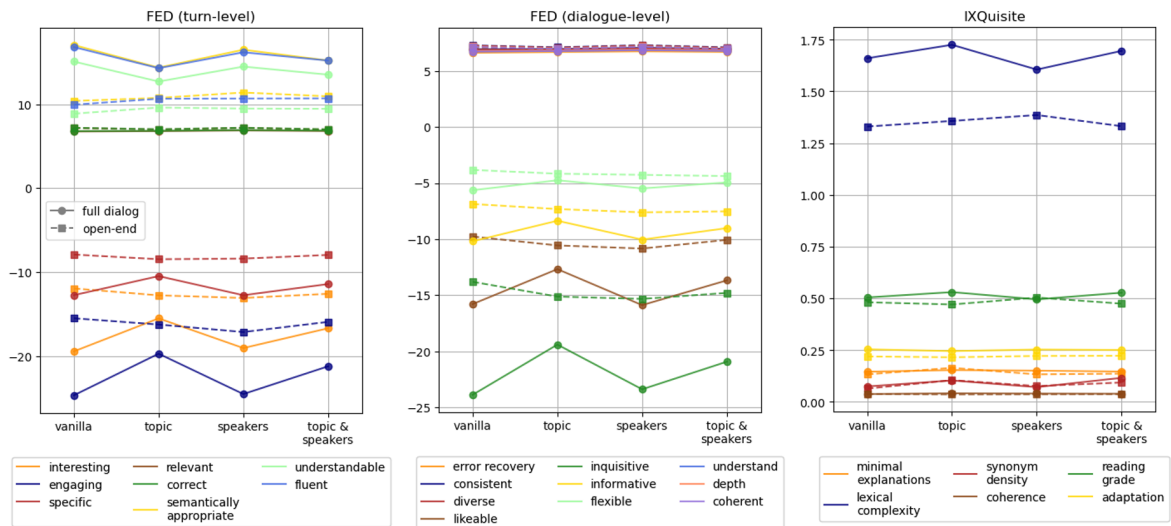 FED (turn-level)
10
0
−10
−20
full dialog
open-end
vanilla
topic
speakers
topic &
speakers
interesting
engaging
specific
relevant
correct
semantically
appropriate
understandable
fluent
FED (dialogue-level)
5
0
−5
−10
−15
−20
−25
vanilla
topic
speakers
topic &
speakers
error recovery
consistent
diverse
likeable
inquisitive
informative
flexible
understand
depth
coherent
IXQuisite
1.75
1.50
1.25
1.00
0.75
0.50
0.25
0.00
vanilla
topic
speakers
topic &
speakers
minimal
explanations
lexical
complexity
synonym
density
coherence
reading
grade
adaptation